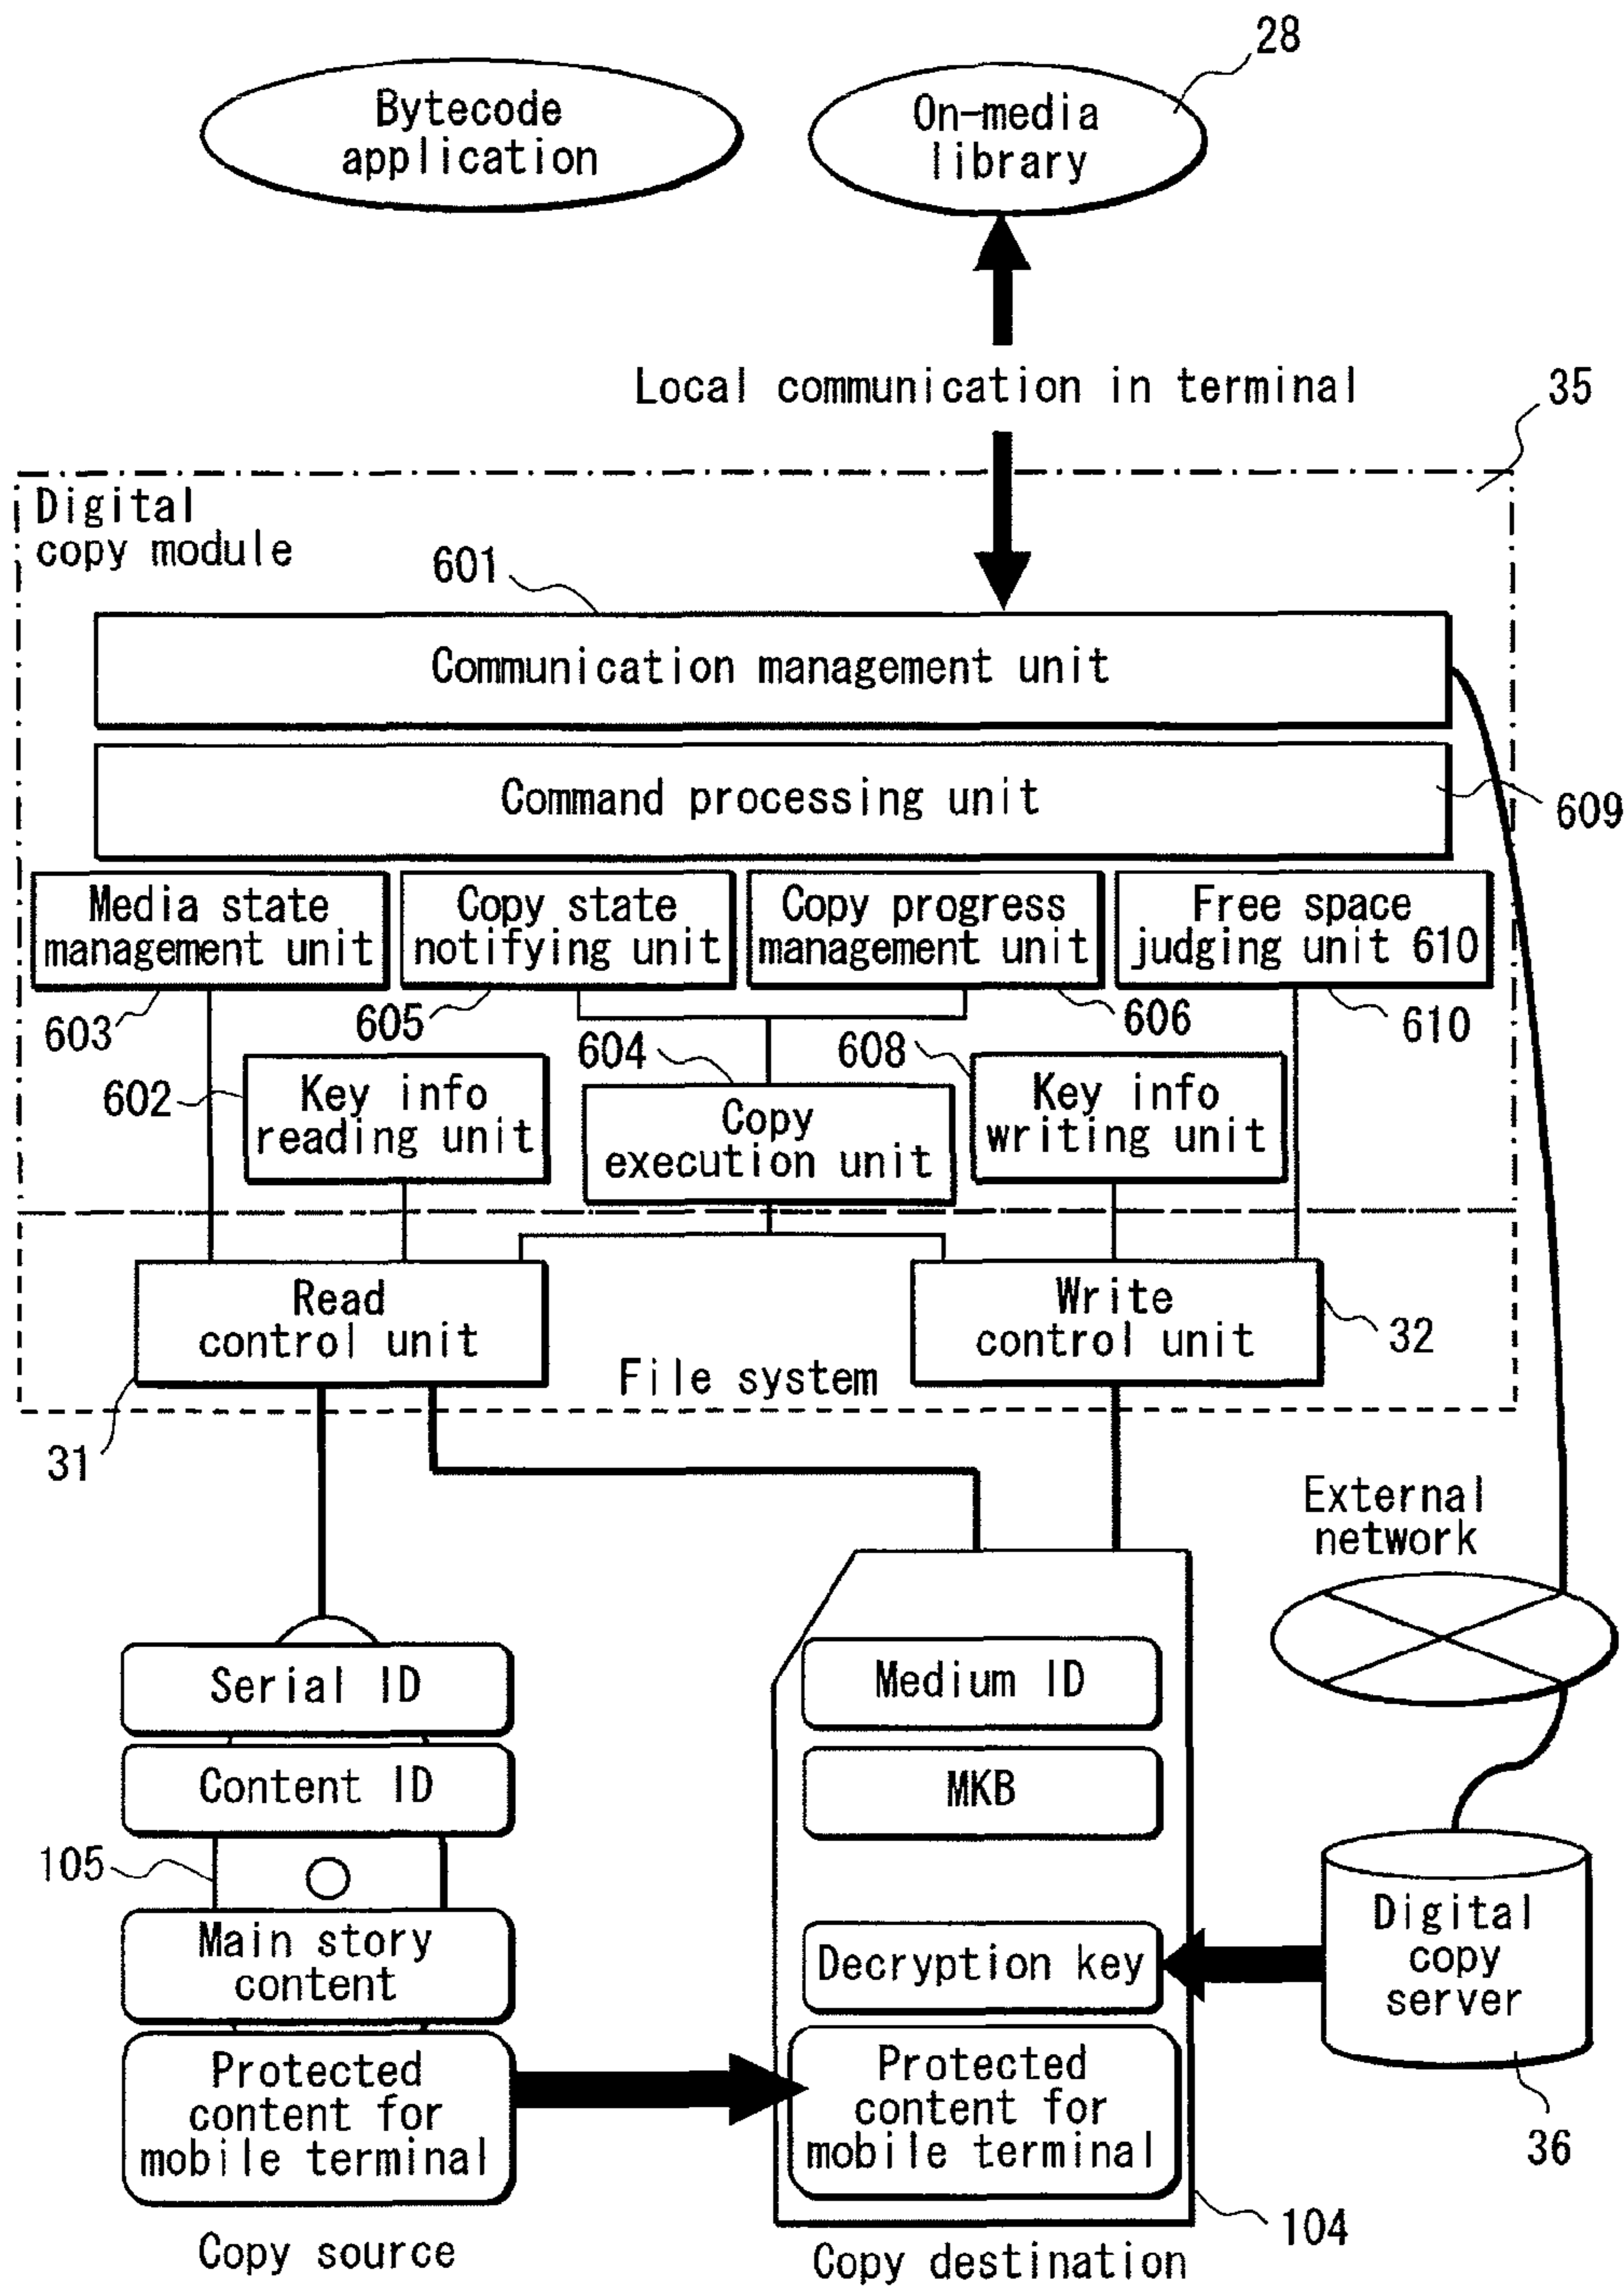 28
Bytecode
application
On-media
library
Local communication in terminal
35
Digital
copy module
601
Communication management unit
Command processing unit
609
Media state
management unit
Copy state
notifying unit
Copy progress
management unit
Free space
judging unit 610
603
605
606
610
604
608
602
Key info
reading unit
Copy
execution unit
Key info
writing unit
Read
control unit
Write
control unit
32
File system
31
External
network
Serial ID
Medium ID
Content ID
MKB
105
Main story
content
Decryption key
Digital
copy
server
Protected
content for
mobile terminal
Protected
content for
mobile terminal
36
104
Copy source
Copy destination